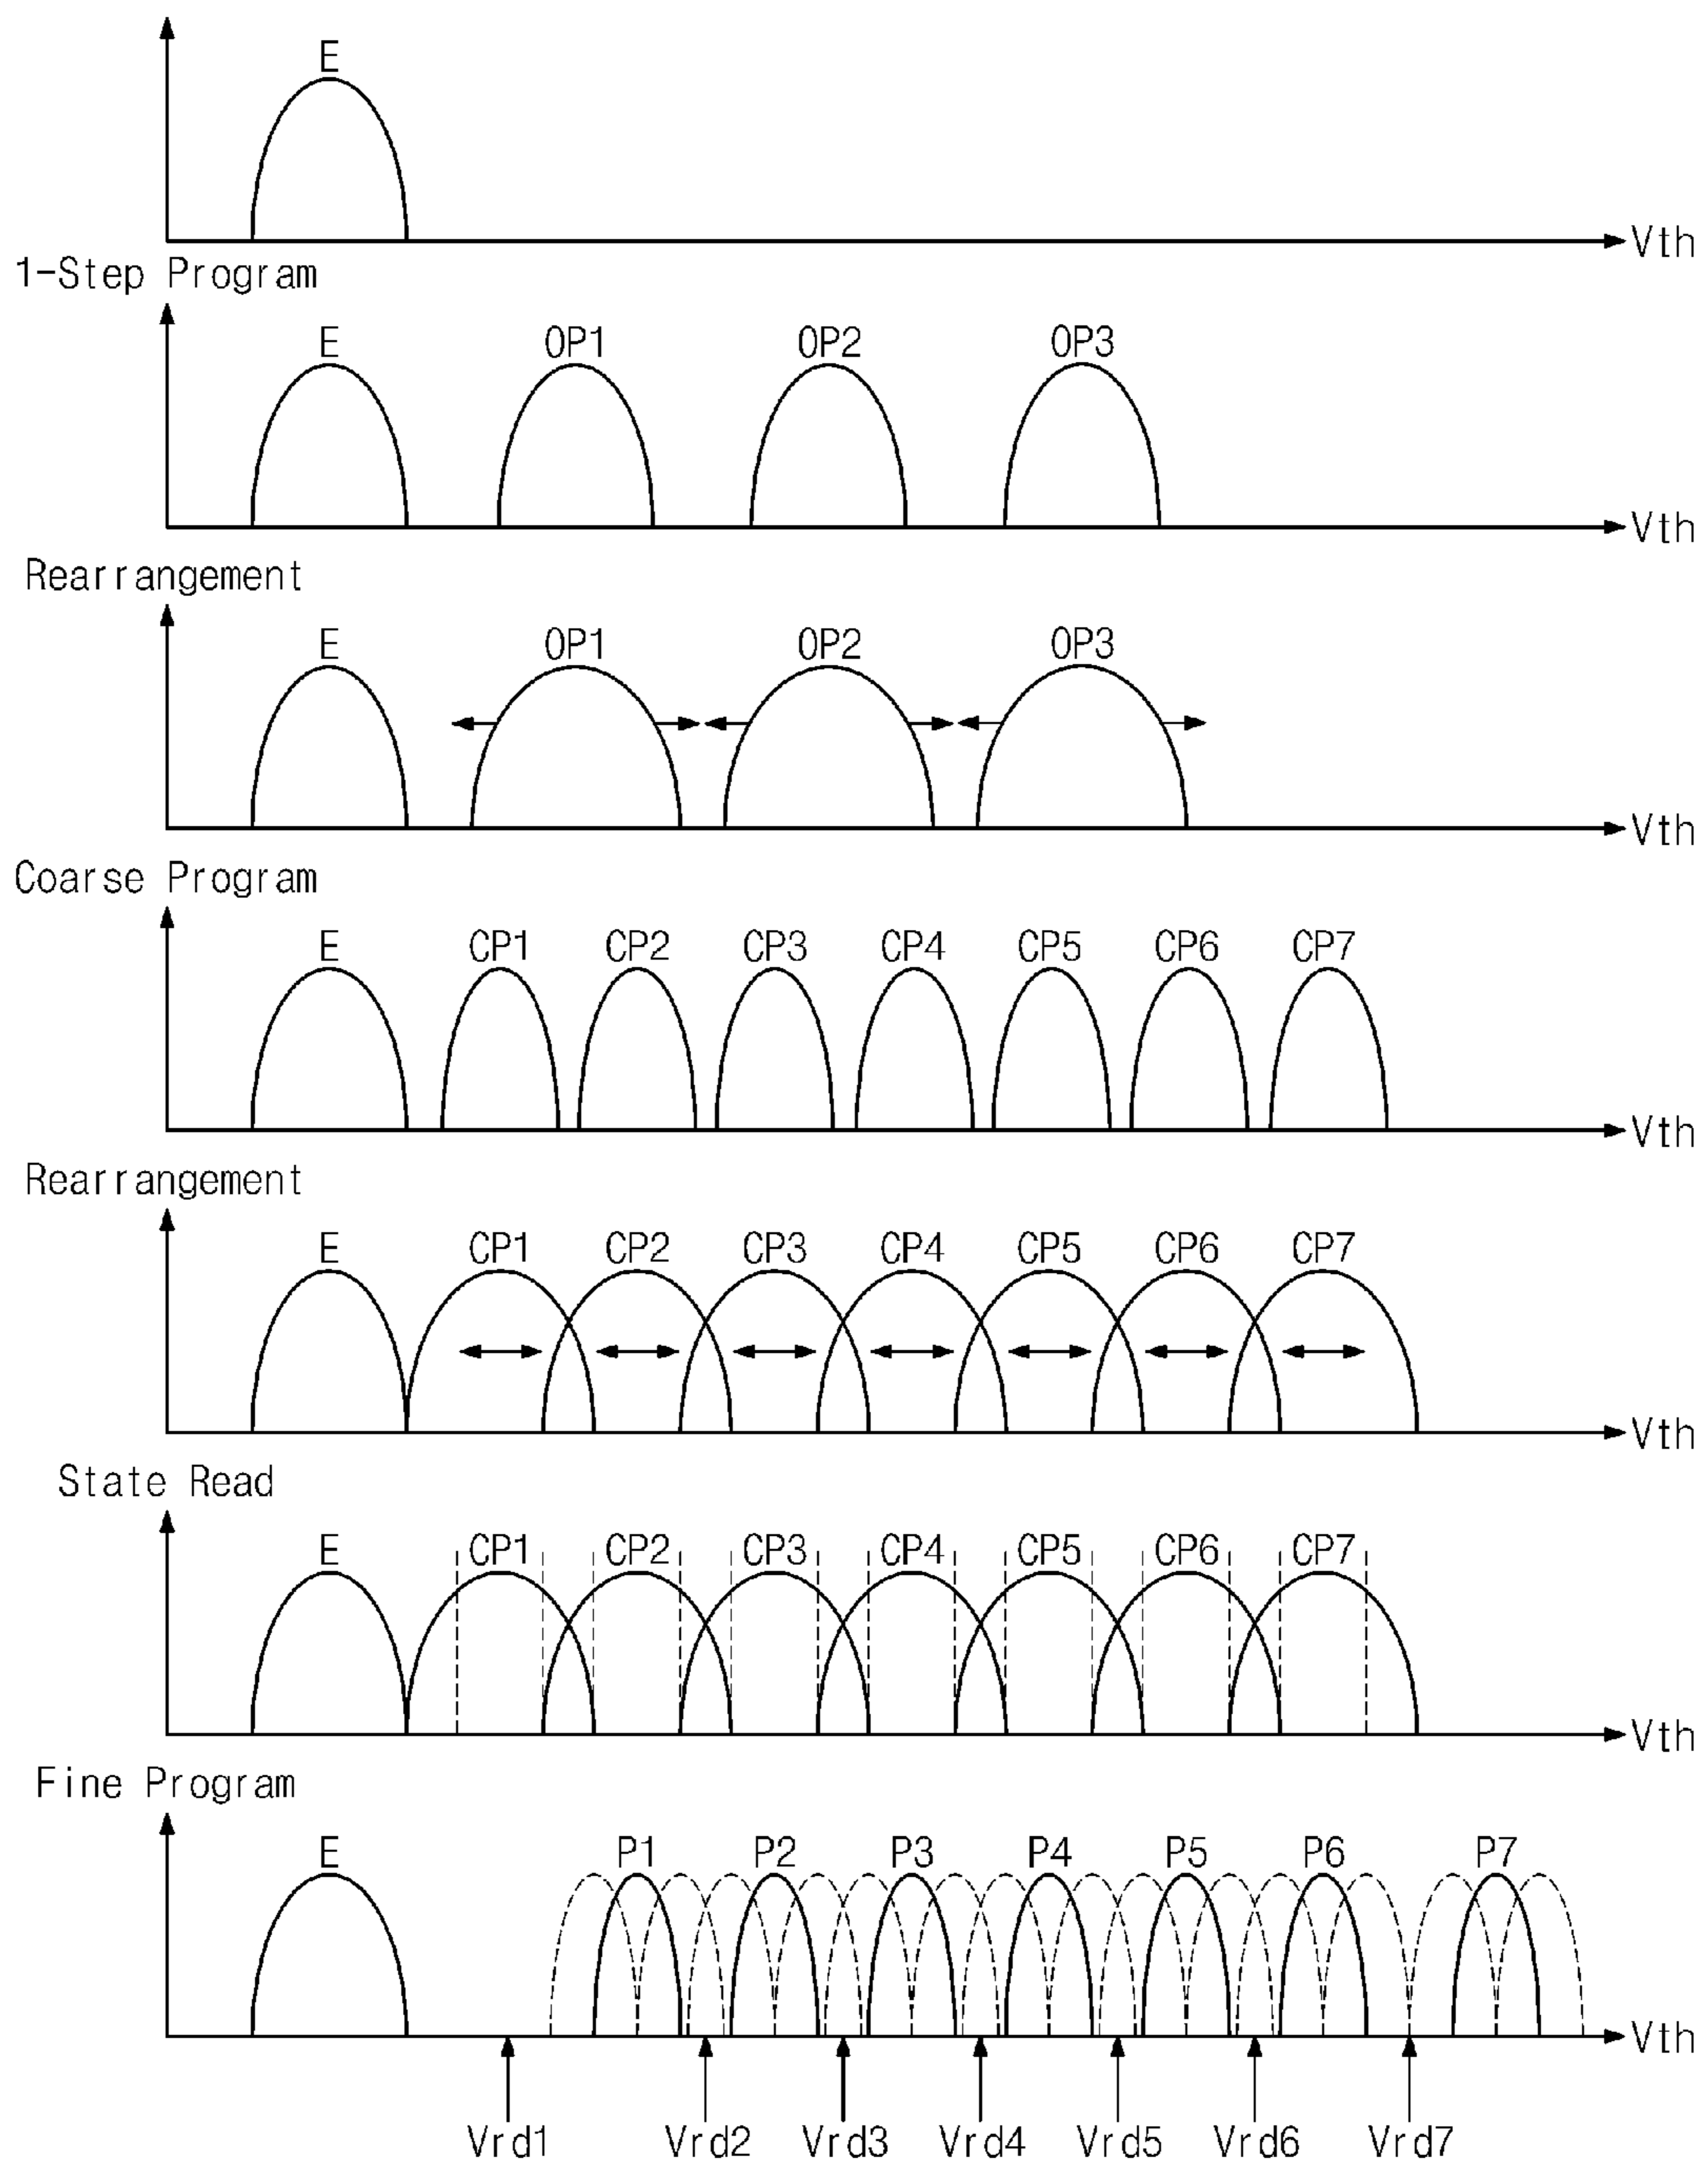 E
Vth
1-Step Program
E OP1 OP2 OP3
Vth
Rearrangement
E OP1 OP2 OP3
Vth
Coarse Program
E CP1 CP2 CP3 CP4 CP5 CP6 CP7
Vth
Rearrangement
E CP1 CP2 CP3 CP4 CP5 CP6 CP7
Vth
State Read
E CP1 CP2 CP3 CP4 CP5 CP6 CP7
Vth
Fine Program
E P1 P2 P3 P4 P5 P6 P7
Vth
Vrd1 Vrd2 Vrd3 Vrd4 Vrd5 Vrd6 Vrd7